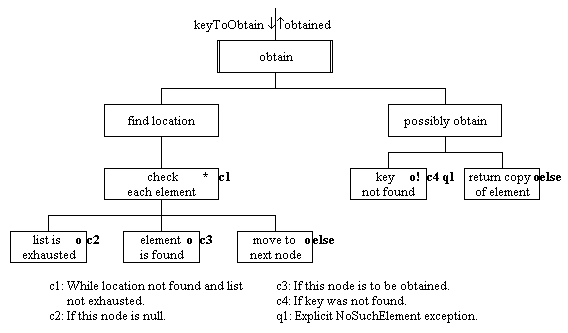 keyToObtain ↓ ↑ obtained
obtain
find location
possibly obtain
check * c1
each element
key o! c4 q1
not found
return copy o else
of element
list is o c2
exhausted
element o c3
is found
move to o else
next node
c1: While location not found and list
not exhausted.
c2: If this node is null.
c3: If this node is to be obtained.
c4: If key was not found.
q1: Explicit NoSuchElement exception.